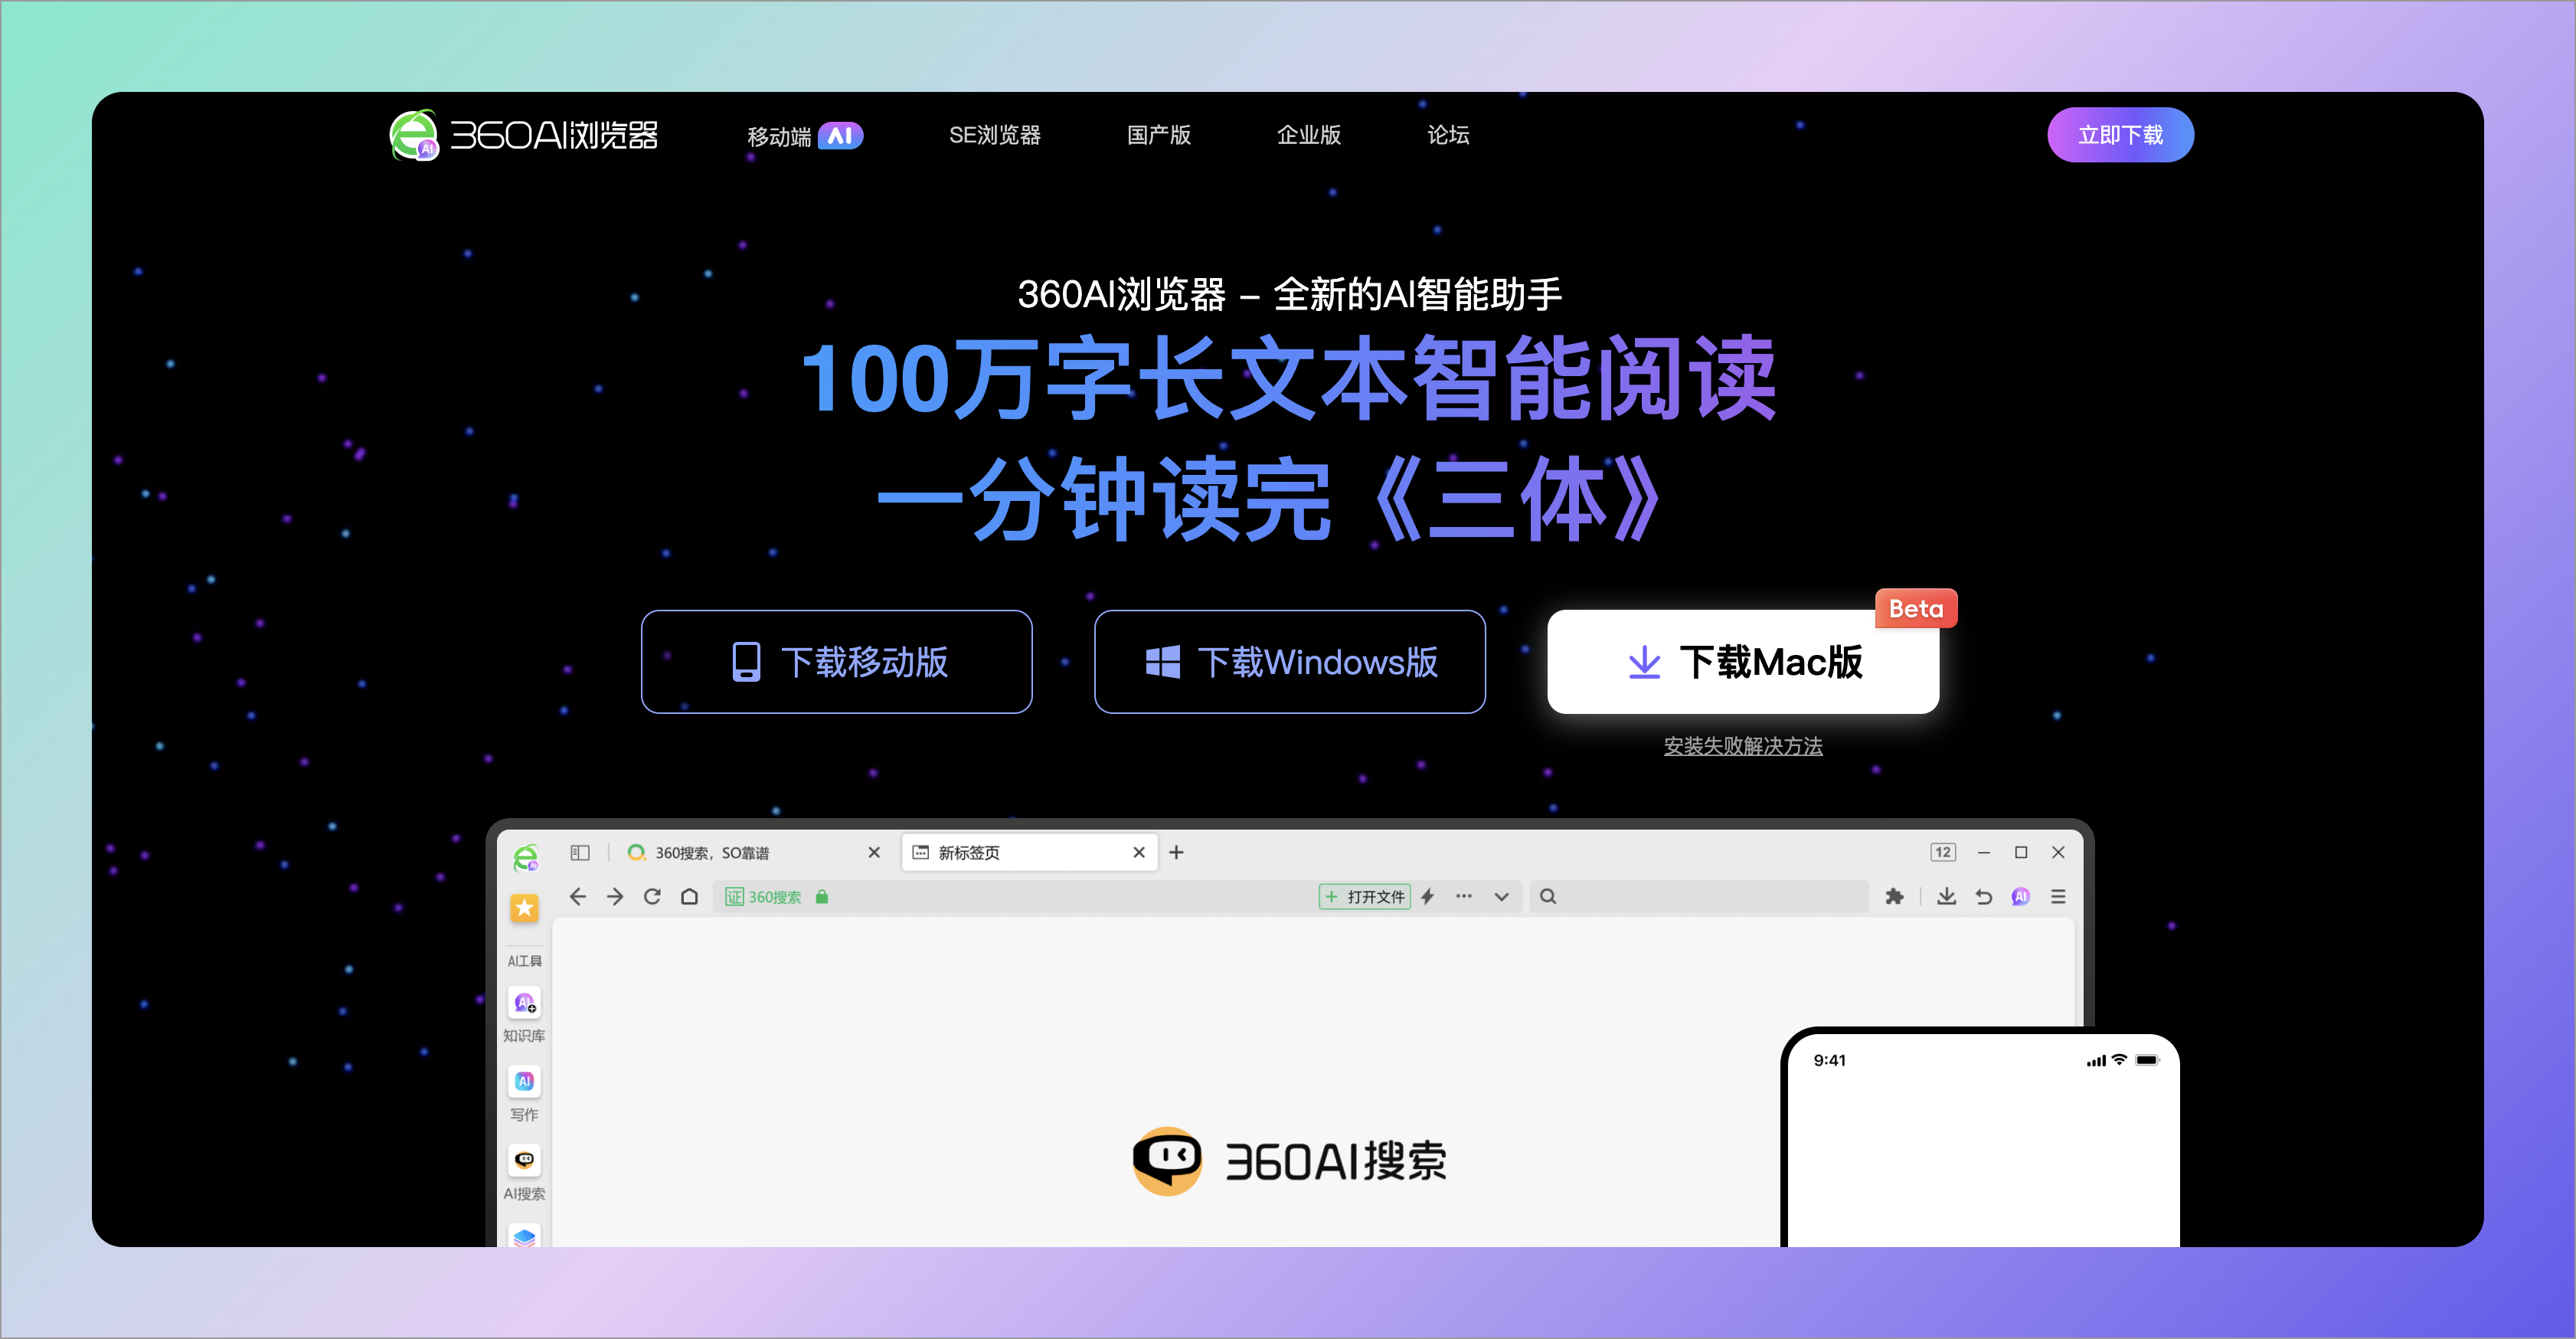 360AI浏览器
移动端 AI
SE浏览器
国产版
企业版
论坛
立即下载
360AI浏览器 – 全新的AI智能助手
100万字长文本智能阅读
一分钟读完《三体》
下载移动版
下载Windows版
下载Mac版
Beta
安装失败解决方法
360搜索，SO靠谱
新标签页
12
证 360搜索
打开文件
AI
AI工具
AI
知识库
AI
写作
AI搜索
360AI搜索
9:41